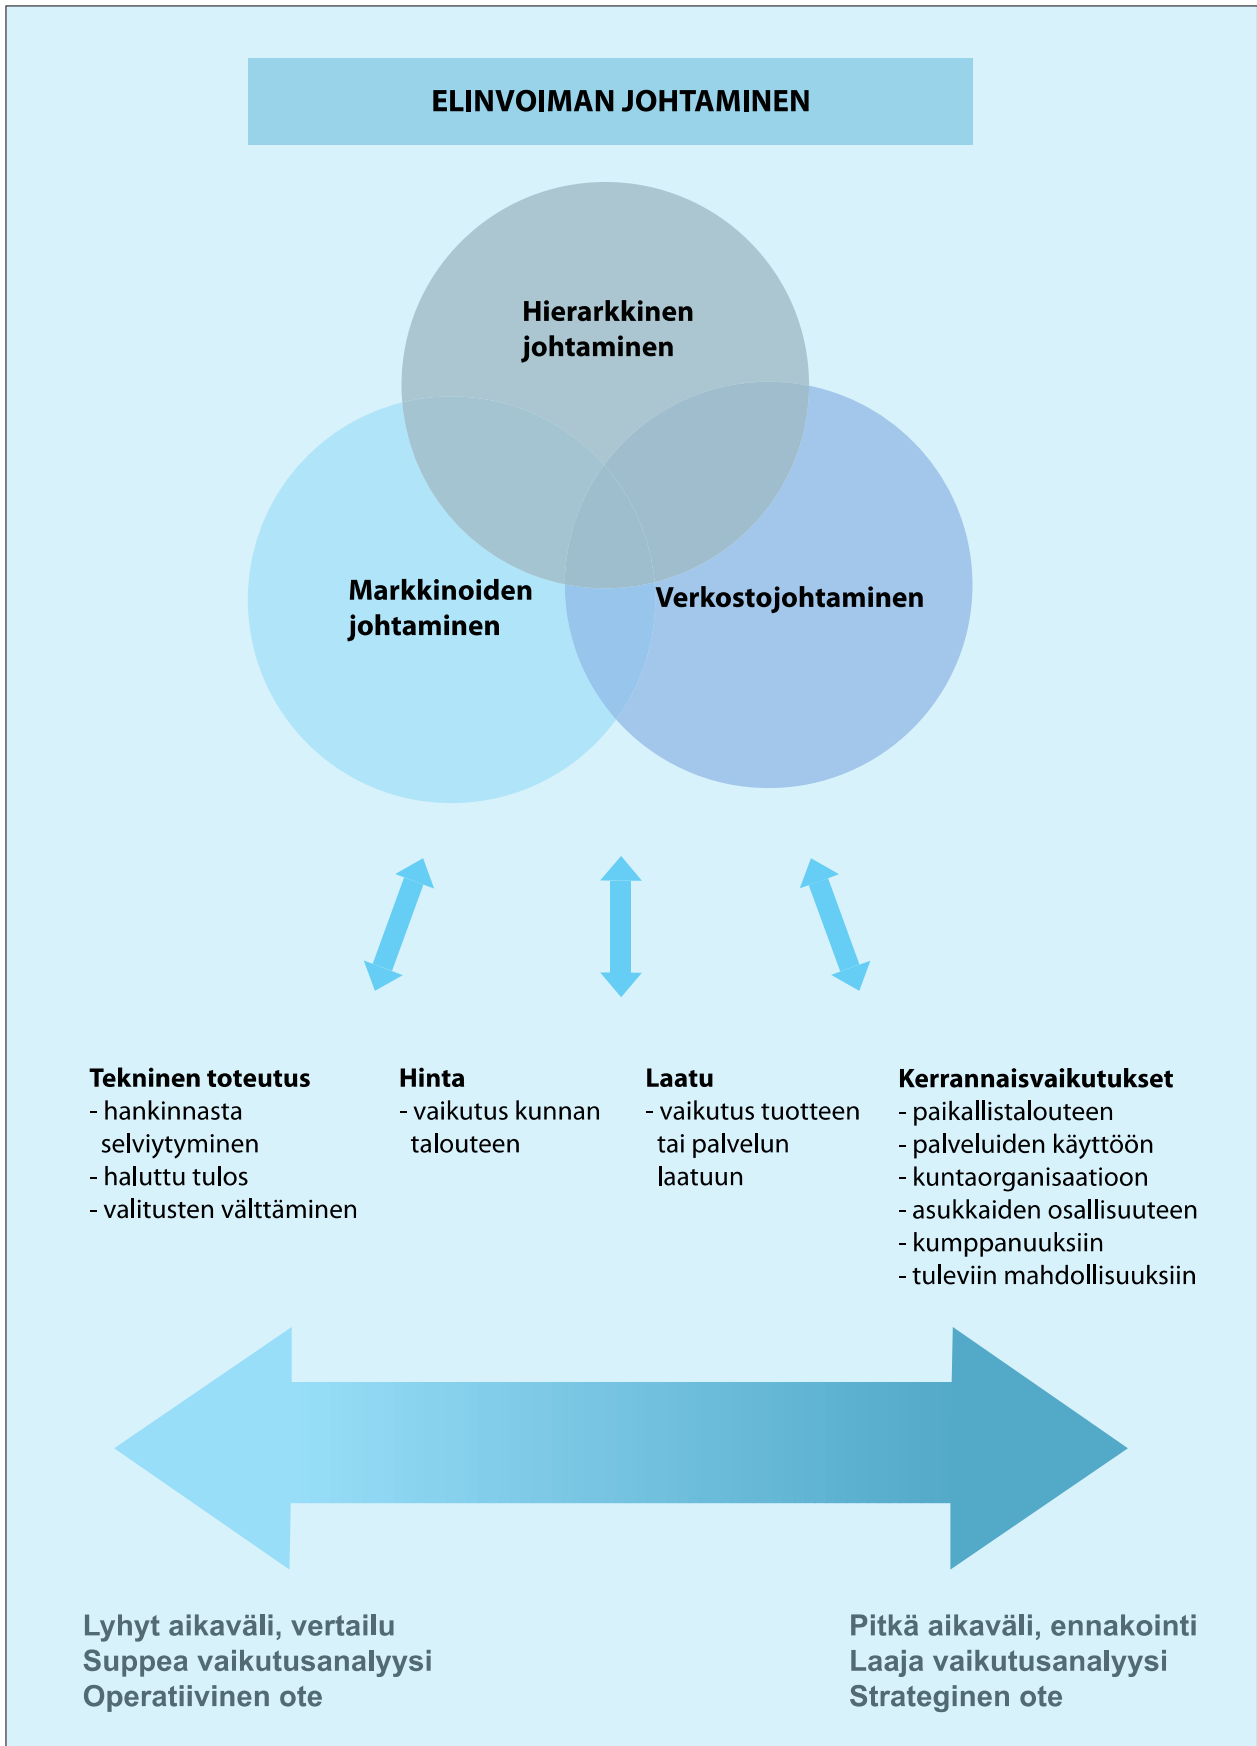 ELINVOIMAN JOHTAMINEN
Hierarkkinen
johtaminen
Markkinoiden
johtaminen
Verkostojohtaminen
Tekninen toteutus
- hankinnasta
selviytyminen
- haluttu tulos
- valitusten välttäminen
Hinta
- vaikutus kunnan
talouteen
Laatu
- vaikutus tuotteen
tai palvelun
laatuun
Kerrannaisvaikutukset
- paikallistalouteen
- palveluiden käyttöön
- kuntaorganisaatioon
- asukkaiden osallisuuteen
- kumppanuuksiin
- tuleviin mahdollisuuksiin
Lyhyt aikaväli, vertailu
Suppea vaikutusanalyysi
Operatiivinen ote
Pitkä aikaväli, ennakointi
Laaja vaikutusanalyysi
Strateginen ote